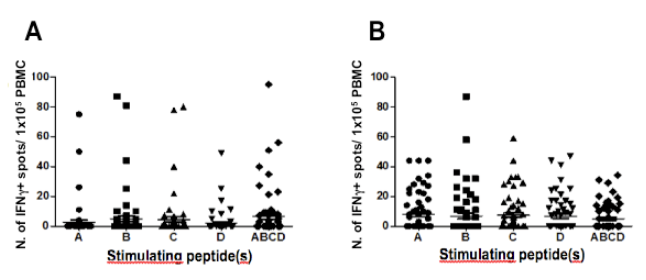 A
B
N. of IFNγ+ spots/ 1x10⁵ PBMC
100
80
60
40
20
0
A B C D ABCD
Stimulating peptide(s)
N. of IFNγ+ spots/ 1x10⁵ PBMC
100
80
60
40
20
0
A B C D ABCD
Stimulating peptide(s)